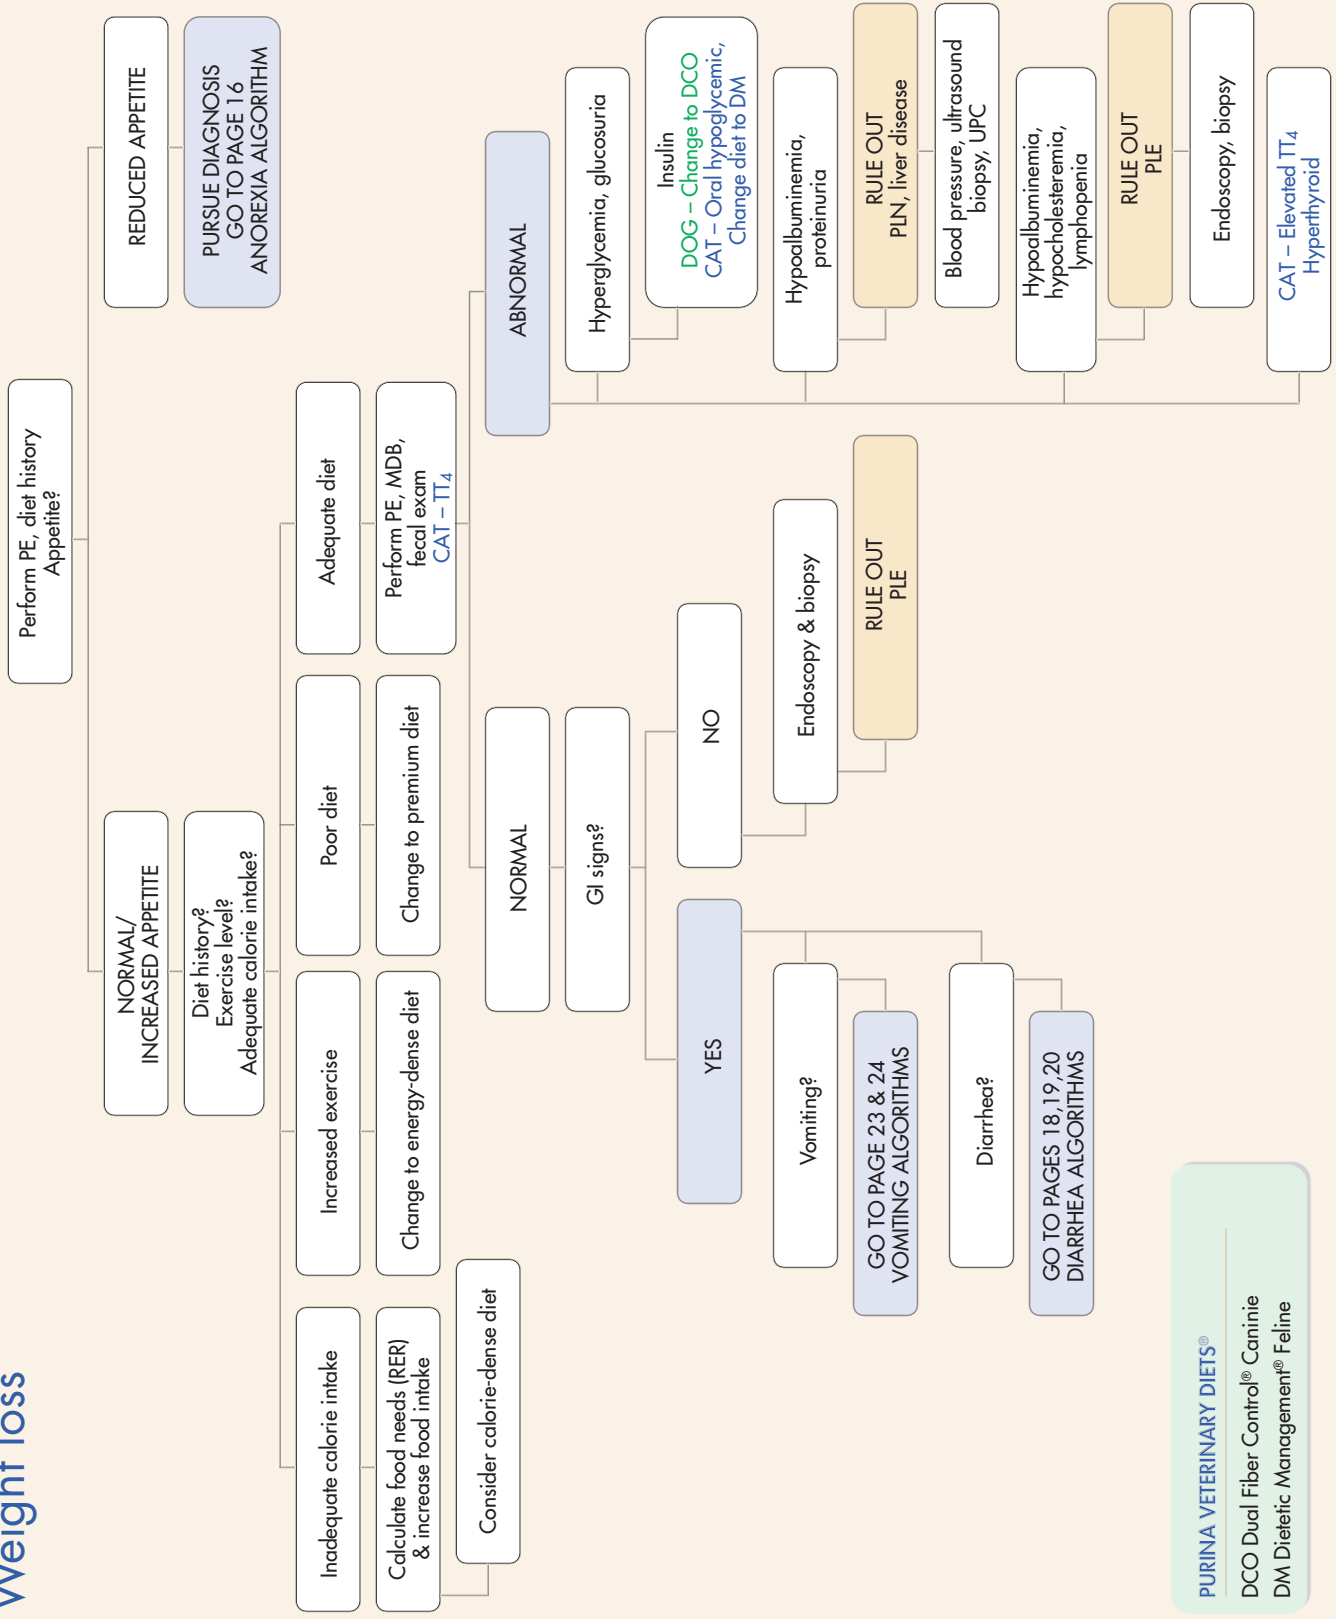 Weight loss
Perform PE, diet history
Appetite?
NORMAL/
INCREASED APPETITE
REDUCED APPETITE
Diet history?
Exercise level?
Adequate calorie intake?
PURSUE DIAGNOSIS
GO TO PAGE 16
ANOREXIA ALGORITHM
Inadequate calorie intake
Increased exercise
Poor diet
Adequate diet
Calculate food needs (RER)
& increase food intake
Change to energy-dense diet
Change to premium diet
Perform PE, MDB,
fecal exam
CAT – TT4
Consider calorie-dense diet
NORMAL
ABNORMAL
GI signs?
Hyperglycemia, glucosuria
YES
NO
Insulin
DOG – Change to DCO
CAT – Oral hypoglycemic,
Change diet to DM
Vomiting?
Endoscopy & biopsy
Hypoalbuminemia,
proteinuria
GO TO PAGE 23 & 24
VOMITING ALGORITHMS
RULE OUT
PLE
RULE OUT
PLN, liver disease
Blood pressure, ultrasound
biopsy, UPC
Diarrhea?
Hypoalbuminemia,
hypocholesteremia,
lymphopenia
GO TO PAGES 18,19,20
DIARRHEA ALGORITHMS
RULE OUT
PLE
Endoscopy, biopsy
CAT – Elevated TT4
Hyperthyroid
PURINA VETERINARY DIETS®
DCO Dual Fiber Control® Caninie
DM Dietetic Management® Feline